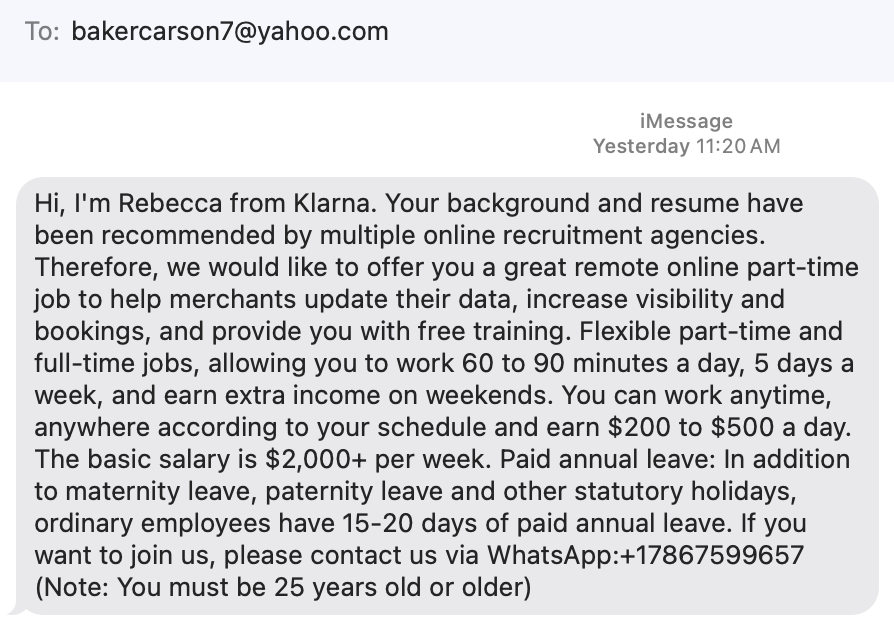 To: bakercarson7@yahoo.com
iMessage
Yesterday 11:20 AM
Hi, I'm Rebecca from Klarna. Your background and resume have
been recommended by multiple online recruitment agencies.
Therefore, we would like to offer you a great remote online part-time
job to help merchants update their data, increase visibility and
bookings, and provide you with free training. Flexible part-time and
full-time jobs, allowing you to work 60 to 90 minutes a day, 5 days a
week, and earn extra income on weekends. You can work anytime,
anywhere according to your schedule and earn $200 to $500 a day.
The basic salary is $2,000+ per week. Paid annual leave: In addition
to maternity leave, paternity leave and other statutory holidays,
ordinary employees have 15-20 days of paid annual leave. If you
want to join us, please contact us via WhatsApp:+17867599657
(Note: You must be 25 years old or older)